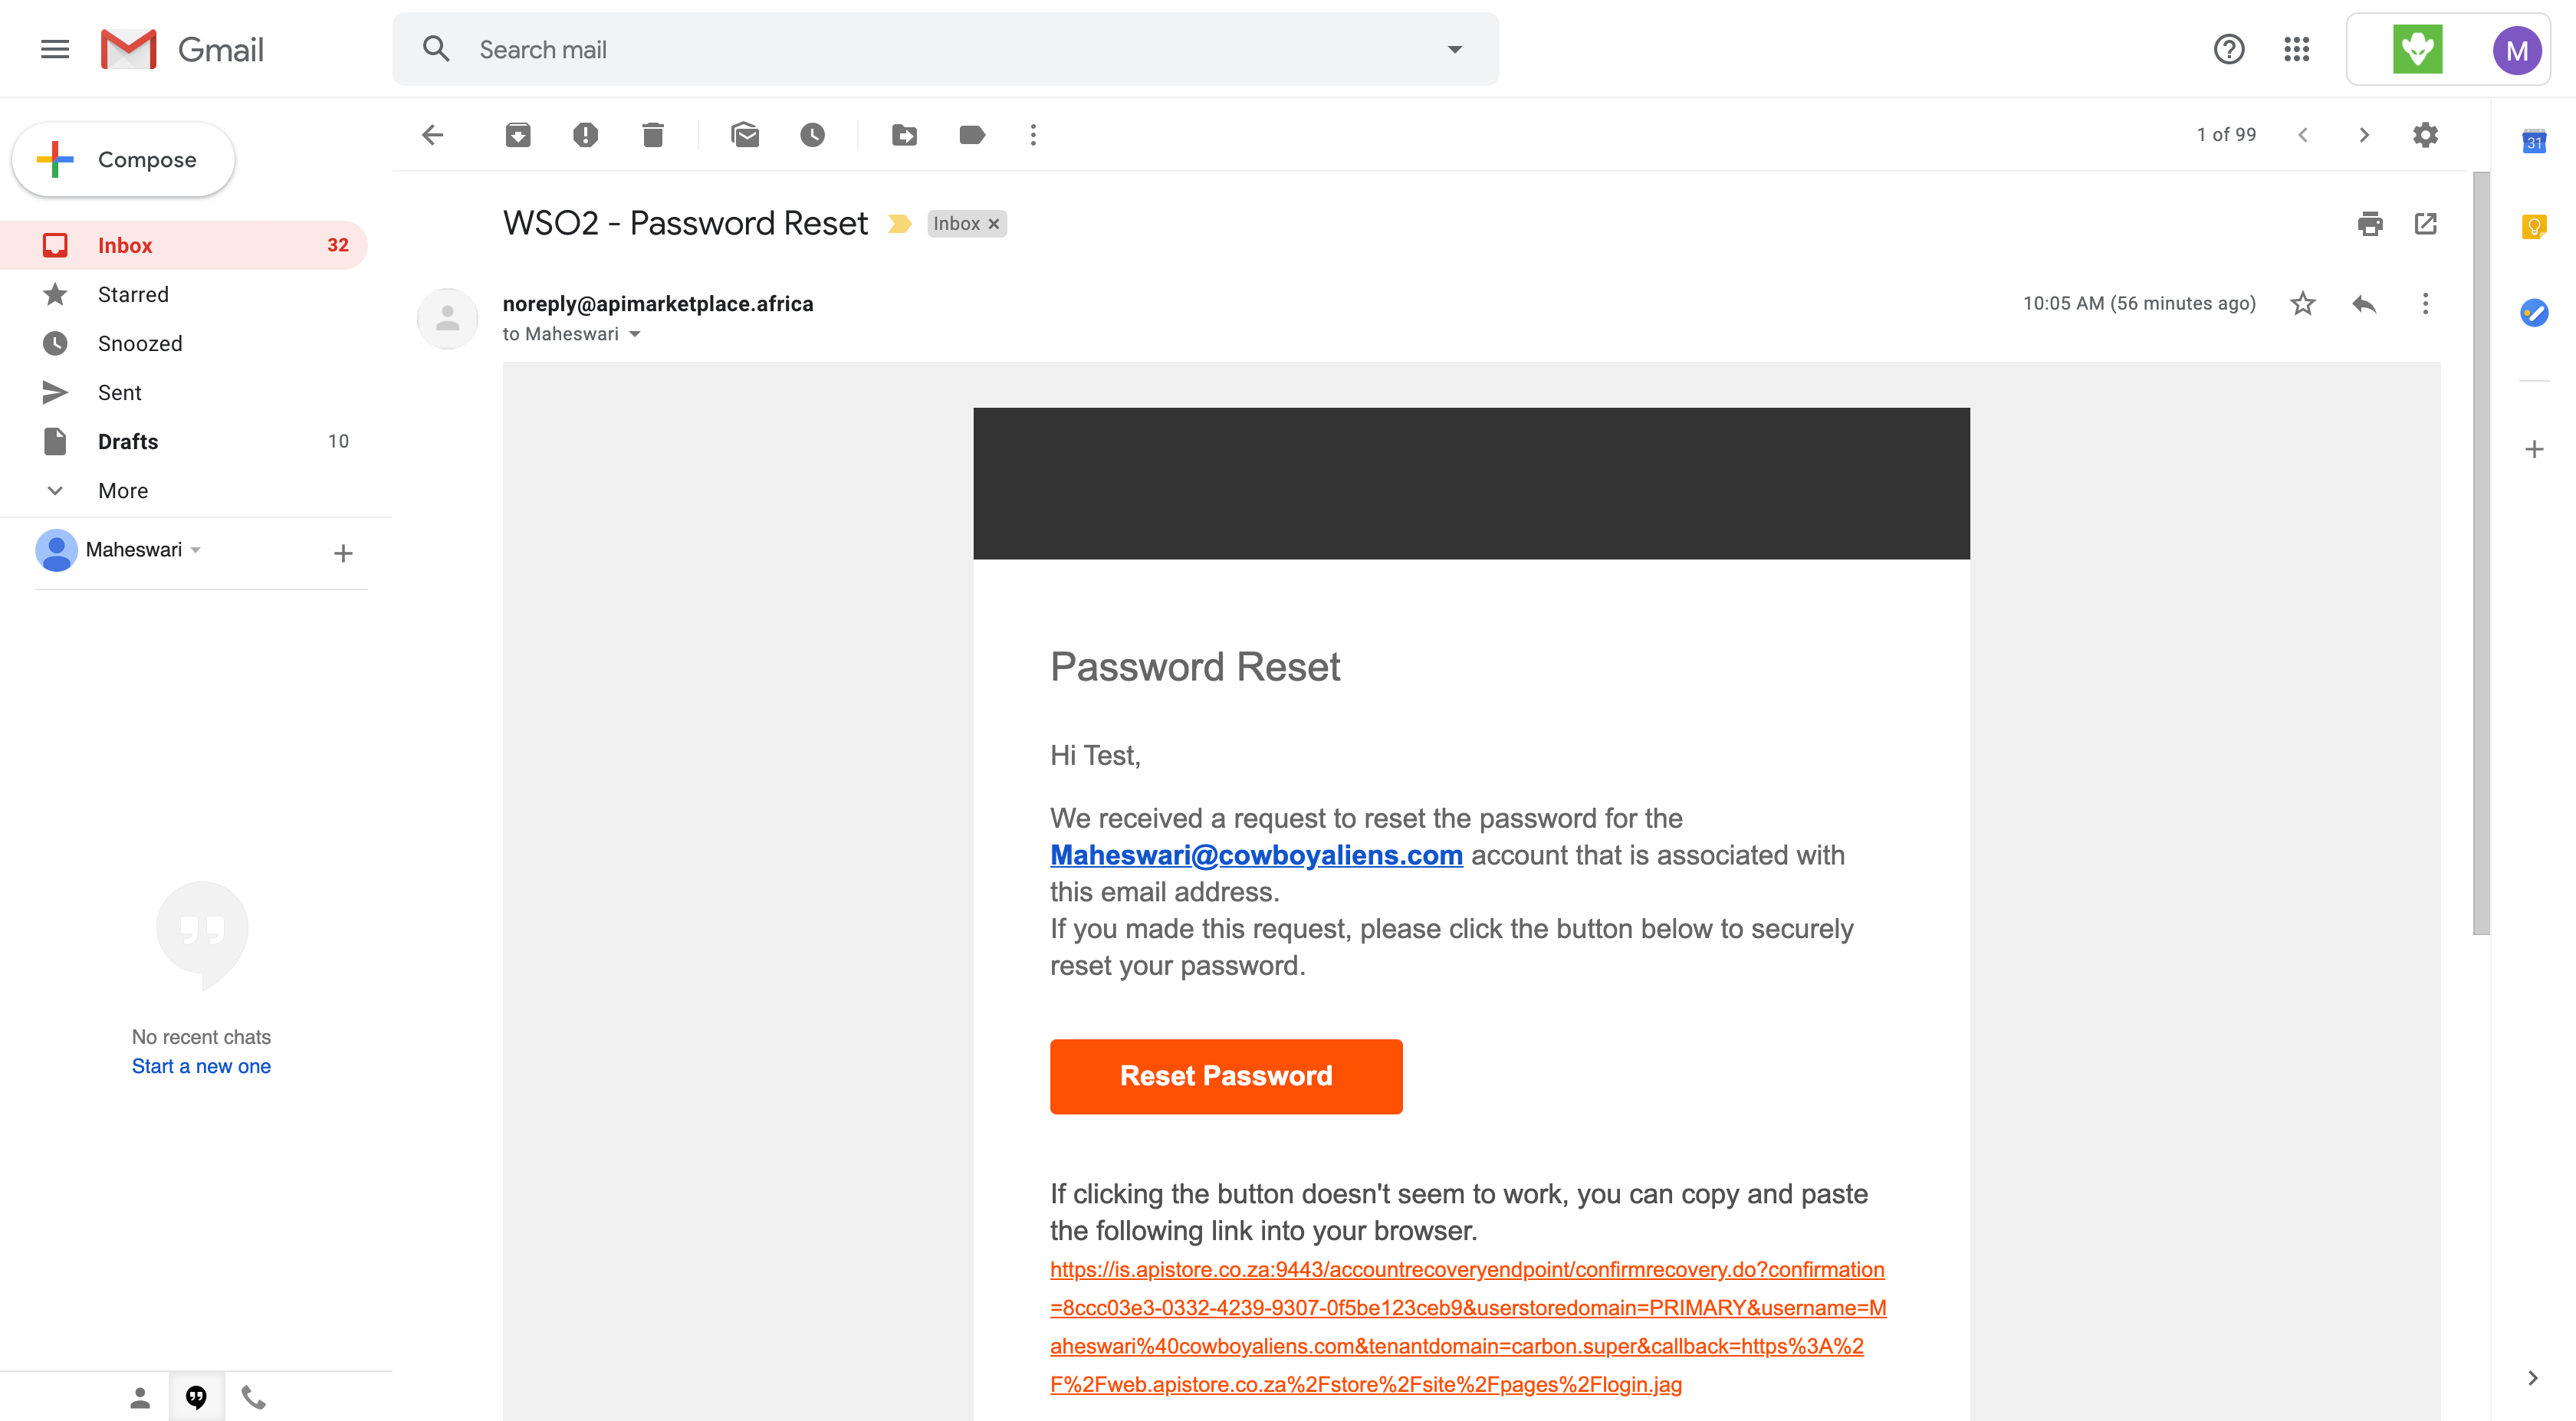 Gmail
Search mail
M
Compose
1 of 99
31
WSO2 - Password Reset
Inbox
Inbox 32
Starred
Snoozed
Sent
Drafts 10
More
Maheswari
noreply@apimarketplace.africa
10:05 AM (56 minutes ago)
to Maheswari
Password Reset
Hi Test,
We received a request to reset the password for the
Maheswari@cowboyaliens.com account that is associated with
this email address.
If you made this request, please click the button below to securely
reset your password.
Reset Password
If clicking the button doesn't seem to work, you can copy and paste
the following link into your browser.
https://is.apistore.co.za:9443/accountrecoveryendpoint/confirmrecovery.do?confirmation
=8ccc03e3-0332-4239-9307-0f5be123ceb9&userstoredomain=PRIMARY&username=M
aheswari%40cowboyaliens.com&tenantdomain=carbon.super&callback=https%3A%2
F%2Fweb.apistore.co.za%2Fstore%2Fsite%2Fpages%2Flogin.jag
No recent chats
Start a new one